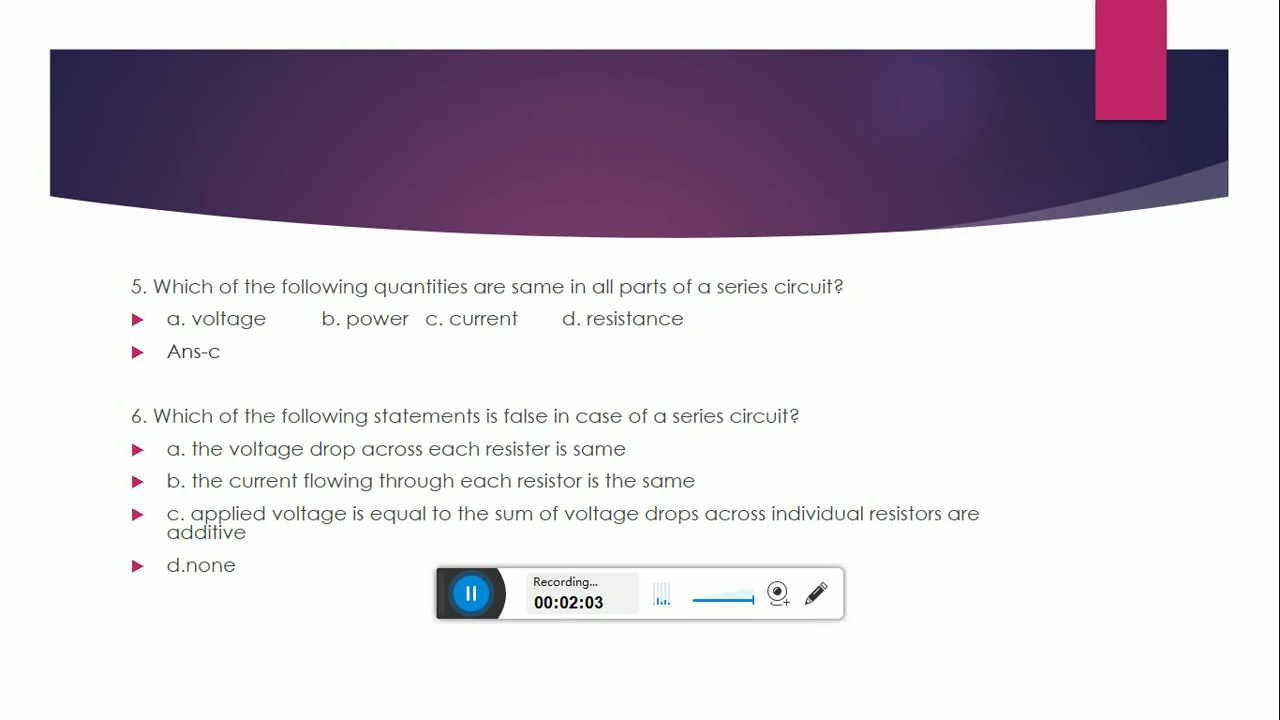 5. Which of the following quantities are same in all parts of a series circuit?
a. voltage b. power c. current d. resistance
Ans-c
6. Which of the following statements is false in case of a series circuit?
a. the voltage drop across each resister is same
b. the current flowing through each resistor is the same
c. applied voltage is equal to the sum of voltage drops across individual resistors are
additive
d.none
Recording...
00:02:03